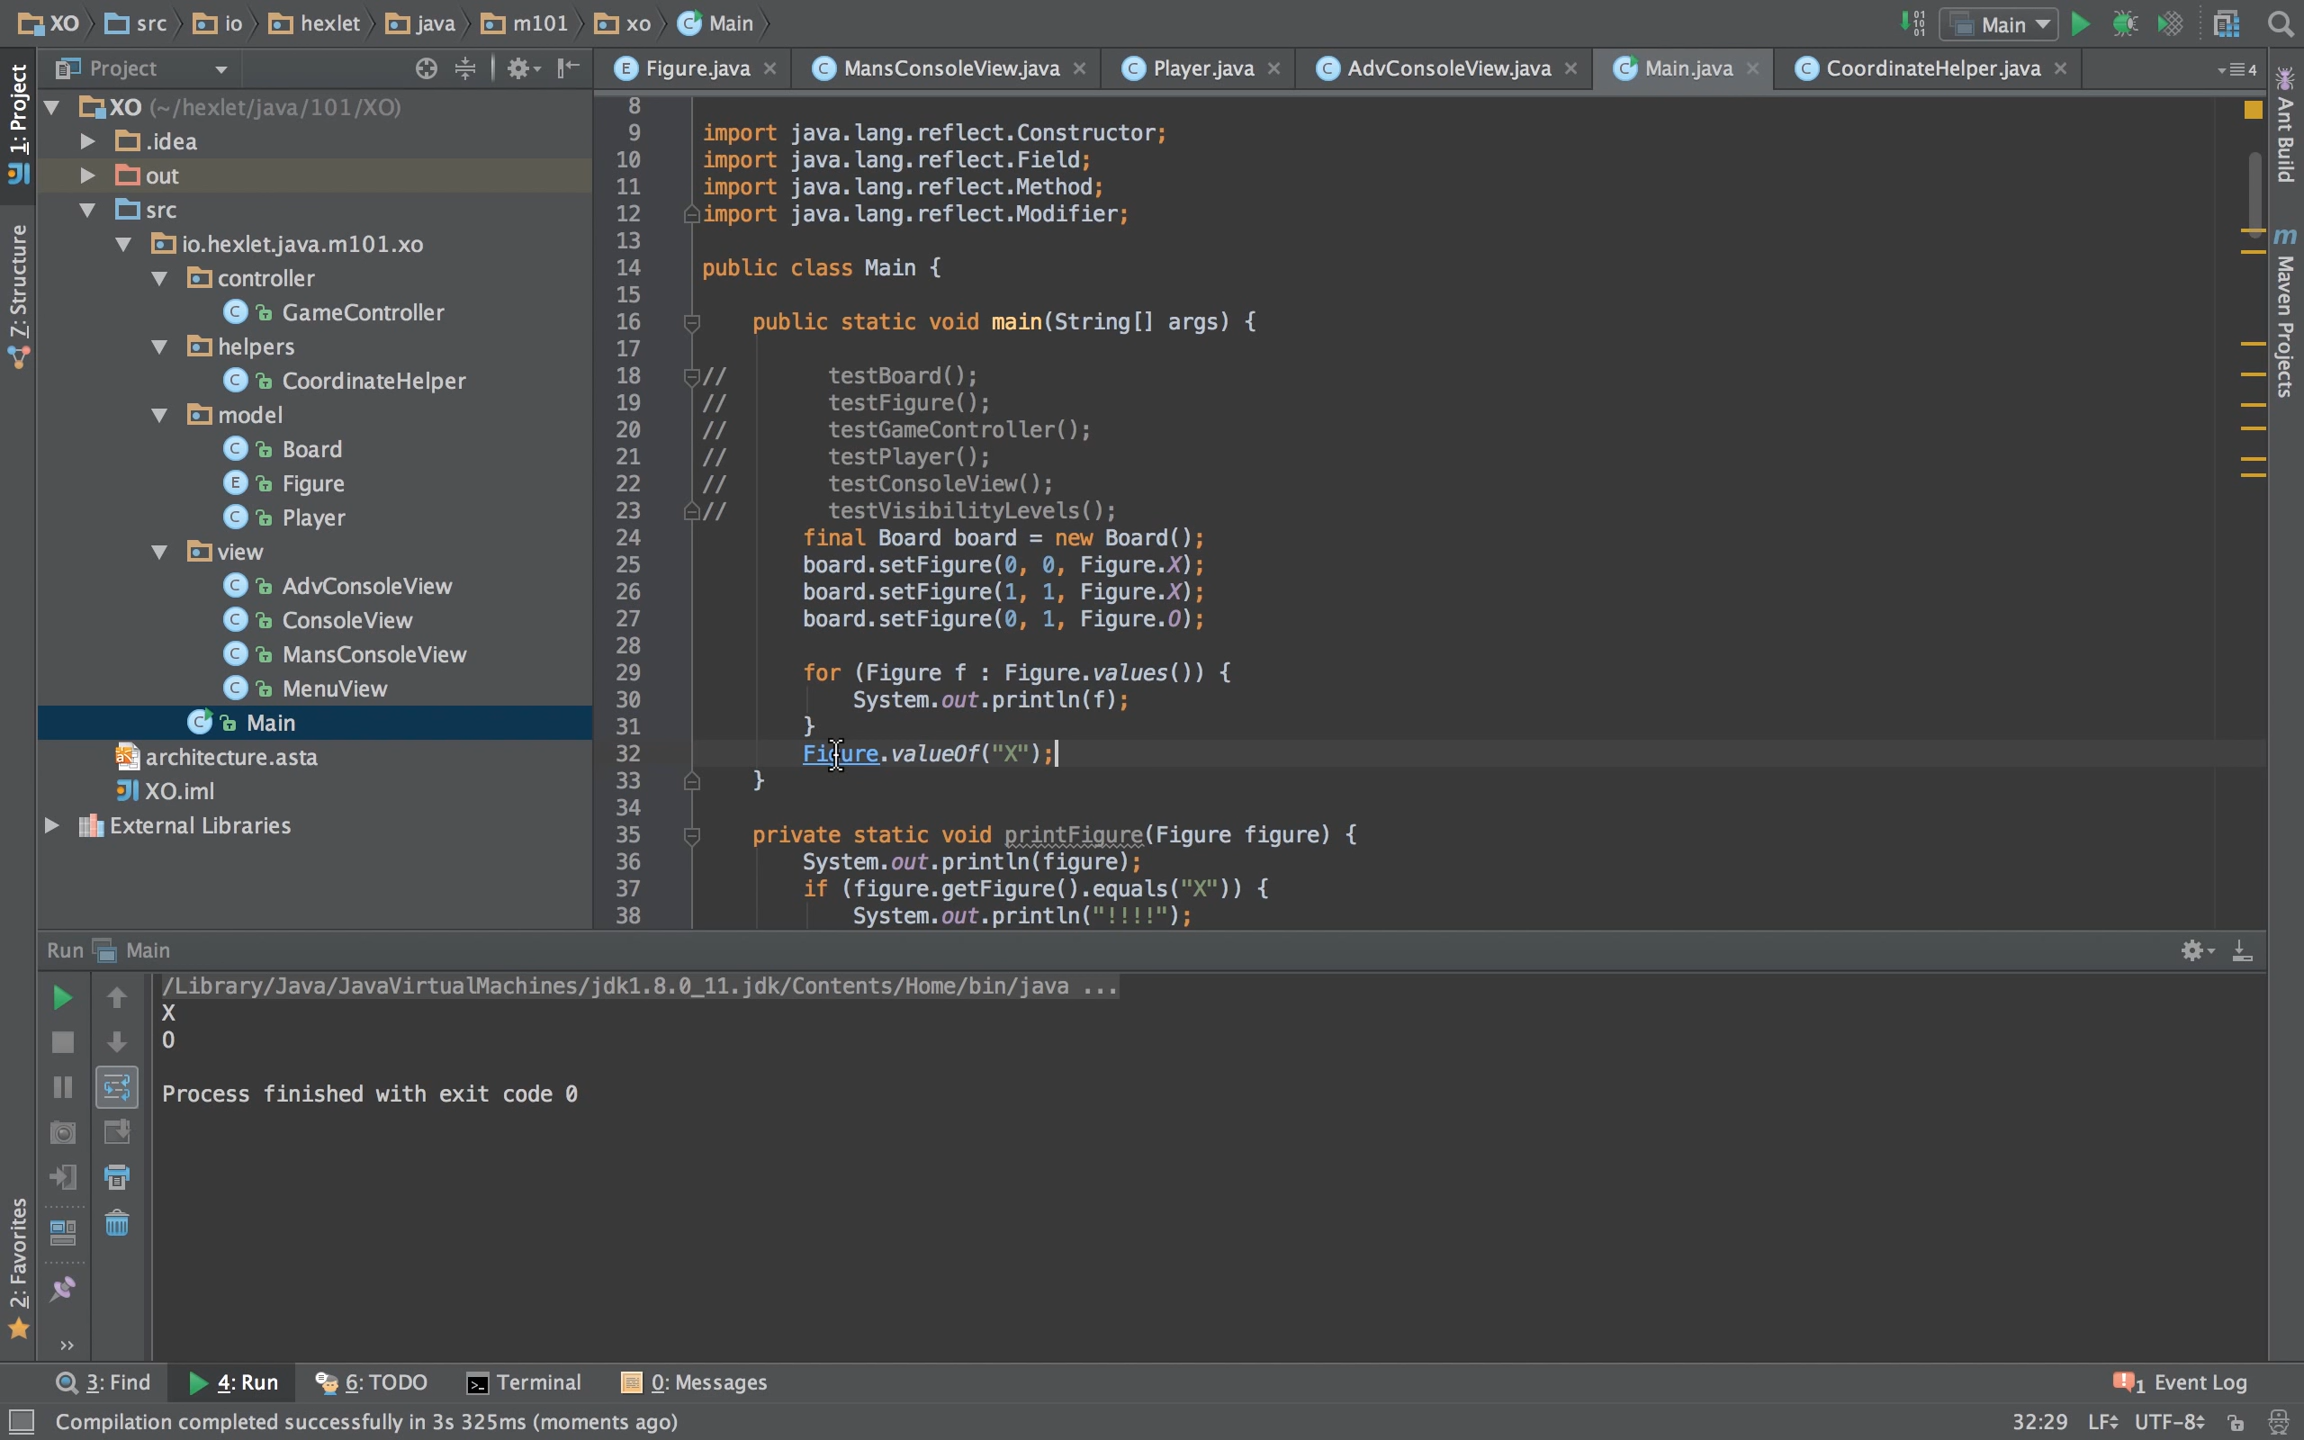 XO src io hexlet java m101 xo Main
Main
1: Project
Z: Structure
2: Favorites
Project
Figure.java MansConsoleView.java Player.java AdvConsoleView.java Main.java CoordinateHelper.java
4
XO (~/hexlet/java/101/XO)
.idea
out
src
io.hexlet.java.m101.xo
controller
GameController
helpers
CoordinateHelper
model
Board
Figure
Player
view
AdvConsoleView
ConsoleView
MansConsoleView
MenuView
Main
architecture.asta
XO.iml
External Libraries
8
9 import java.lang.reflect.Constructor;
10 import java.lang.reflect.Field;
11 import java.lang.reflect.Method;
12 import java.lang.reflect.Modifier;
13
14 public class Main {
15
16 public static void main(String[] args) {
17
18 // testBoard();
19 // testFigure();
20 // testGameController();
21 // testPlayer();
22 // testConsoleView();
23 // testVisibilityLevels();
24 final Board board = new Board();
25 board.setFigure(0, 0, Figure.X);
26 board.setFigure(1, 1, Figure.X);
27 board.setFigure(0, 1, Figure.O);
28
29 for (Figure f : Figure.values()) {
30 System.out.println(f);
31 }
32 Figure.valueOf("X");
33 }
34
35 private static void printFigure(Figure figure) {
36 System.out.println(figure);
37 if (figure.getFigure().equals("X")) {
38 System.out.println("!!!!");
Ant Build
Maven Projects
Run Main
/Library/Java/JavaVirtualMachines/jdk1.8.0_11.jdk/Contents/Home/bin/java ...
X
O
Process finished with exit code 0
3: Find 4: Run 6: TODO Terminal 0: Messages
1 Event Log
Compilation completed successfully in 3s 325ms (moments ago)
32:29 LF UTF-8